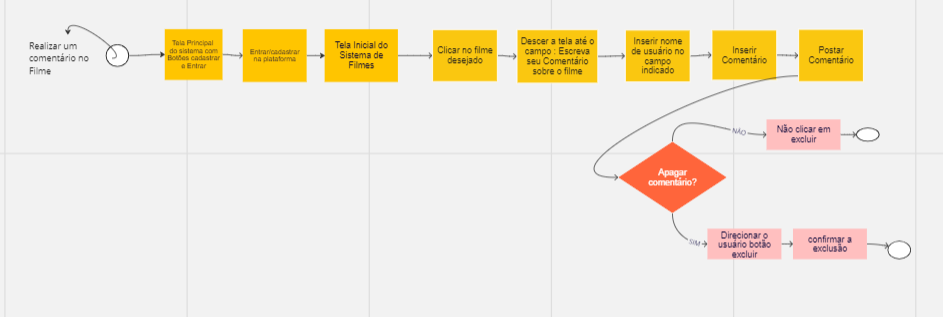 Realizar um
comentário no
Filme
Tela Principal
do sistema com
Botões cadastrar
e Entrar
Entrar/cadastrar
na plataforma
Tela Inicial do
Sistema de
Filmes
Clicar no filme
desejado
Descer a tela até o
campo : Escreva
seu Comentário
sobre o filme
Inserir nome
de usuário no
campo
indicado
Inserir
Comentário
Postar
Comentário
Apagar
comentário?
NÃO
Não clicar em
excluir
SIM
Direcionar o
usuário botão
excluir
confirmar a
exclusão